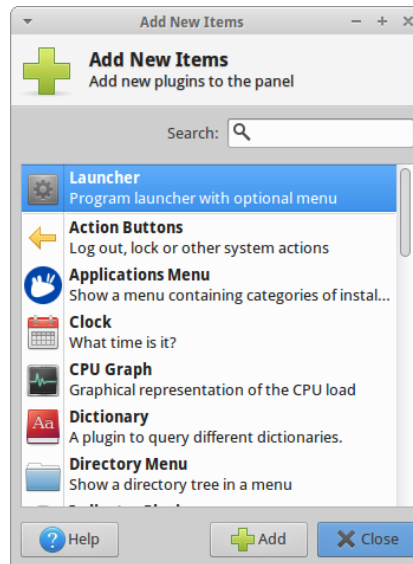 Add New Items
Add New Items
Add new plugins to the panel
Search:
Launcher
Program launcher with optional menu
Action Buttons
Log out, lock or other system actions
Applications Menu
Show a menu containing categories of instal...
Clock
What time is it?
CPU Graph
Graphical representation of the CPU load
Aa
Dictionary
A plugin to query different dictionaries.
Directory Menu
Show a directory tree in a menu
Help
Add
Close